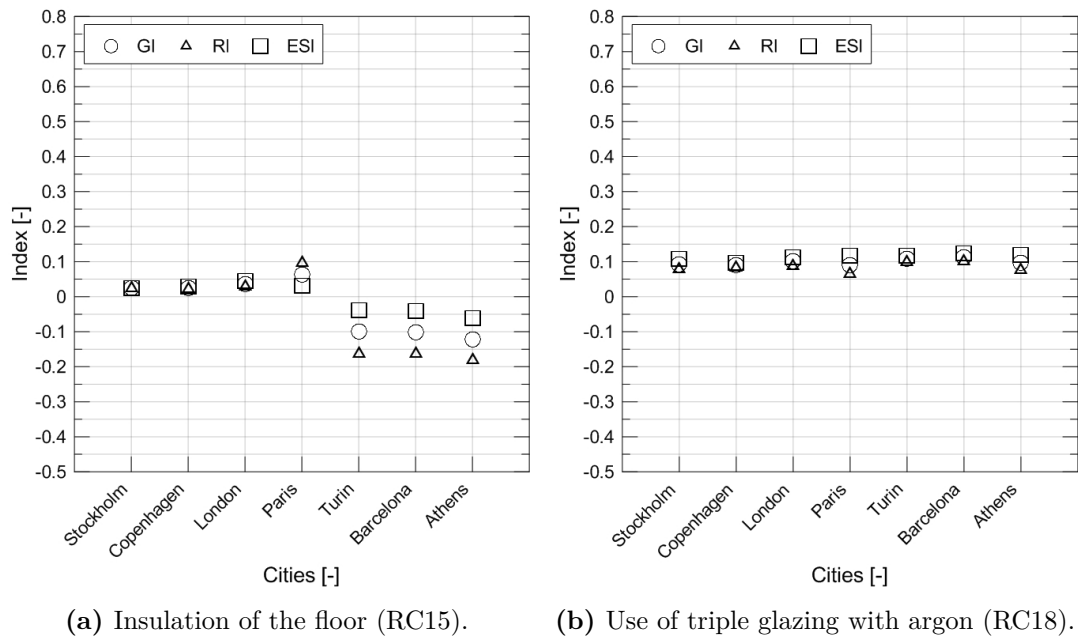 GI RI ESI
0.8
0.7
0.6
0.5
0.4
0.3
0.2
0.1
0
-0.1
-0.2
-0.3
-0.4
-0.5
Index [-]
Stockholm
Copenhagen
London
Paris
Turin
Barcelona
Athens
Cities [-]
(a) Insulation of the floor (RC15).
GI RI ESI
0.8
0.7
0.6
0.5
0.4
0.3
0.2
0.1
0
-0.1
-0.2
-0.3
-0.4
-0.5
Index [-]
Stockholm
Copenhagen
London
Paris
Turin
Barcelona
Athens
Cities [-]
(b) Use of triple glazing with argon (RC18).